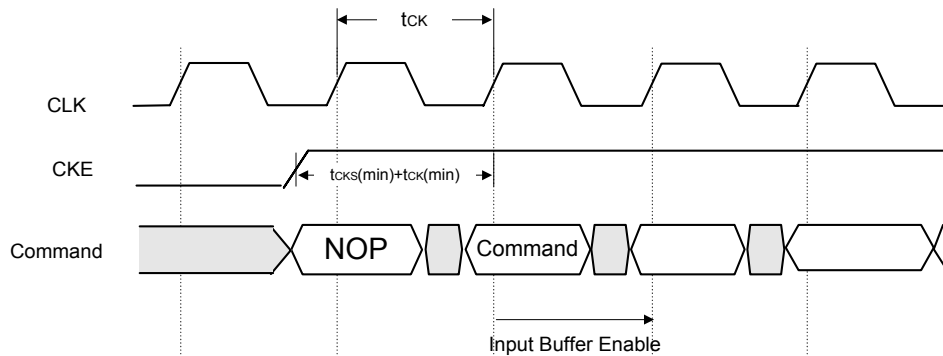 tCK
CLK
CKE
tCKS(min)+tCK(min)
Command
NOP
Command
Input Buffer Enable